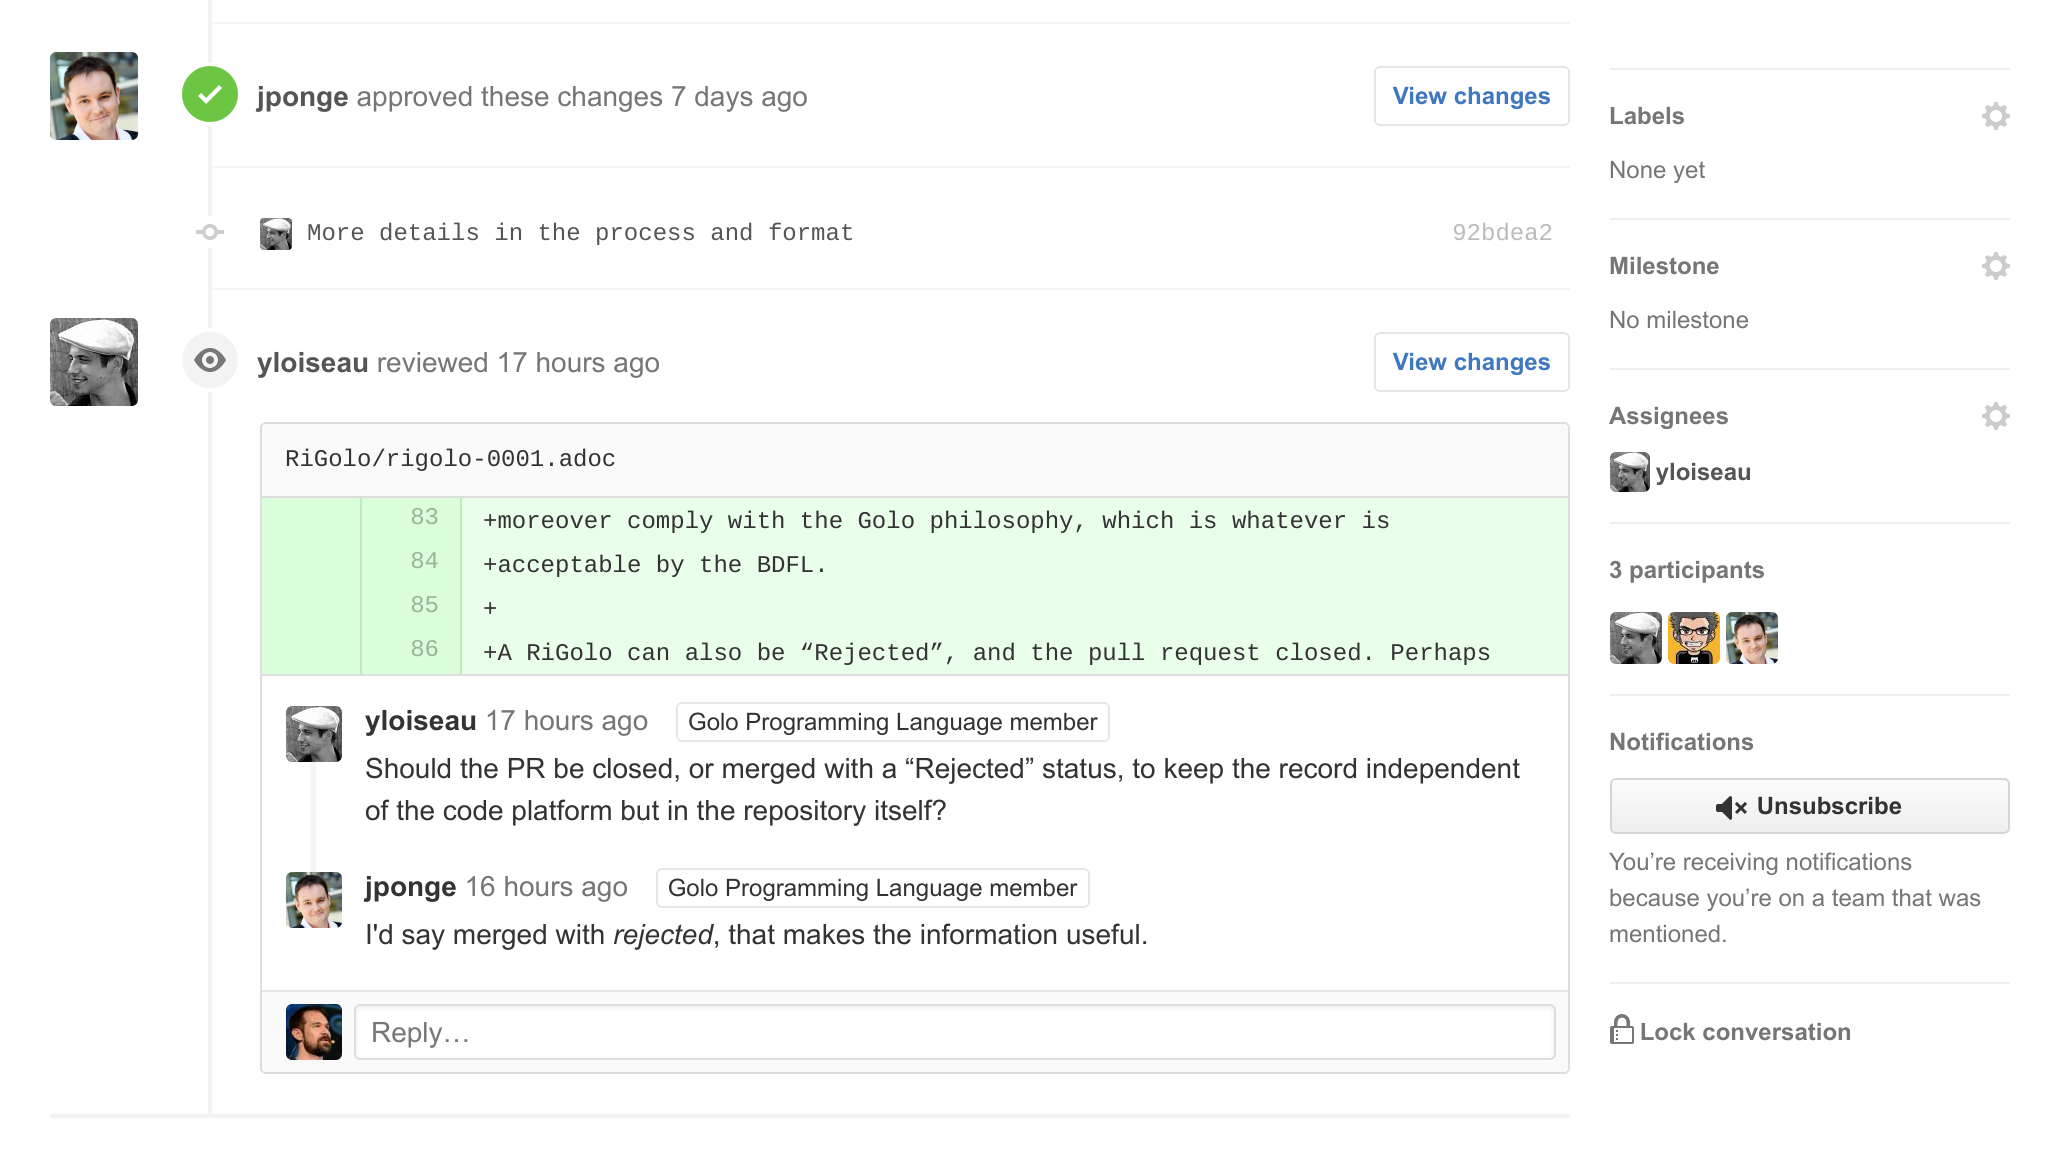 jponge approved these changes 7 days ago
View changes
More details in the process and format
92bdea2
yloiseau reviewed 17 hours ago
View changes
RiGolo/rigolo-0001.adoc
83 +moreover comply with the Golo philosophy, which is whatever is
84 +acceptable by the BDFL.
85 +
86 +A RiGolo can also be “Rejected”, and the pull request closed. Perhaps
yloiseau 17 hours ago Golo Programming Language member
Should the PR be closed, or merged with a “Rejected” status, to keep the record independent
of the code platform but in the repository itself?
jponge 16 hours ago Golo Programming Language member
I'd say merged with rejected, that makes the information useful.
Reply…
Labels
None yet
Milestone
No milestone
Assignees
yloiseau
3 participants
Notifications
Unsubscribe
You’re receiving notifications
because you’re on a team that was
mentioned.
Lock conversation